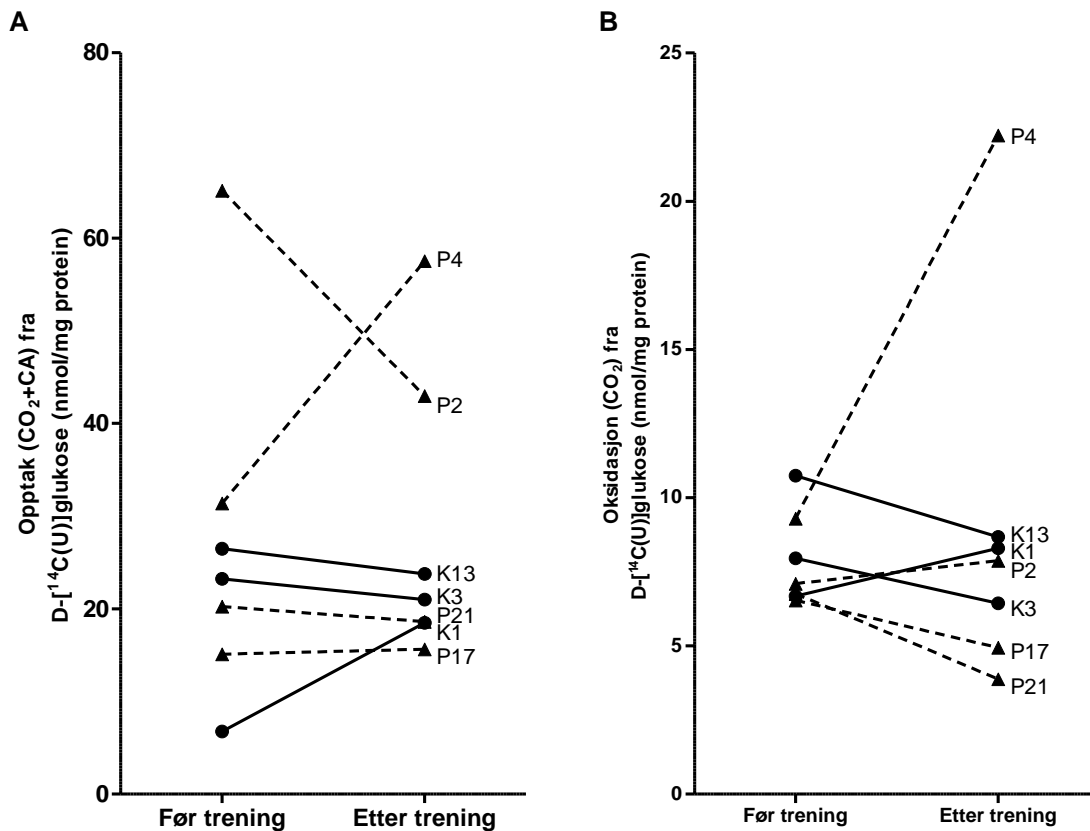 A
Opptak (CO₂+CA) fra
D-[¹⁴C(U)]glukose (nmol/mg protein)
80
60
40
20
0
P4
P2
K13
K3
P21
K1
P17
Før trening
Etter trening
B
Oksidasjon (CO₂) fra
D-[¹⁴C(U)]glukose (nmol/mg protein)
25
20
15
10
5
0
P4
K13
K1
P2
K3
P17
P21
Før trening
Etter trening